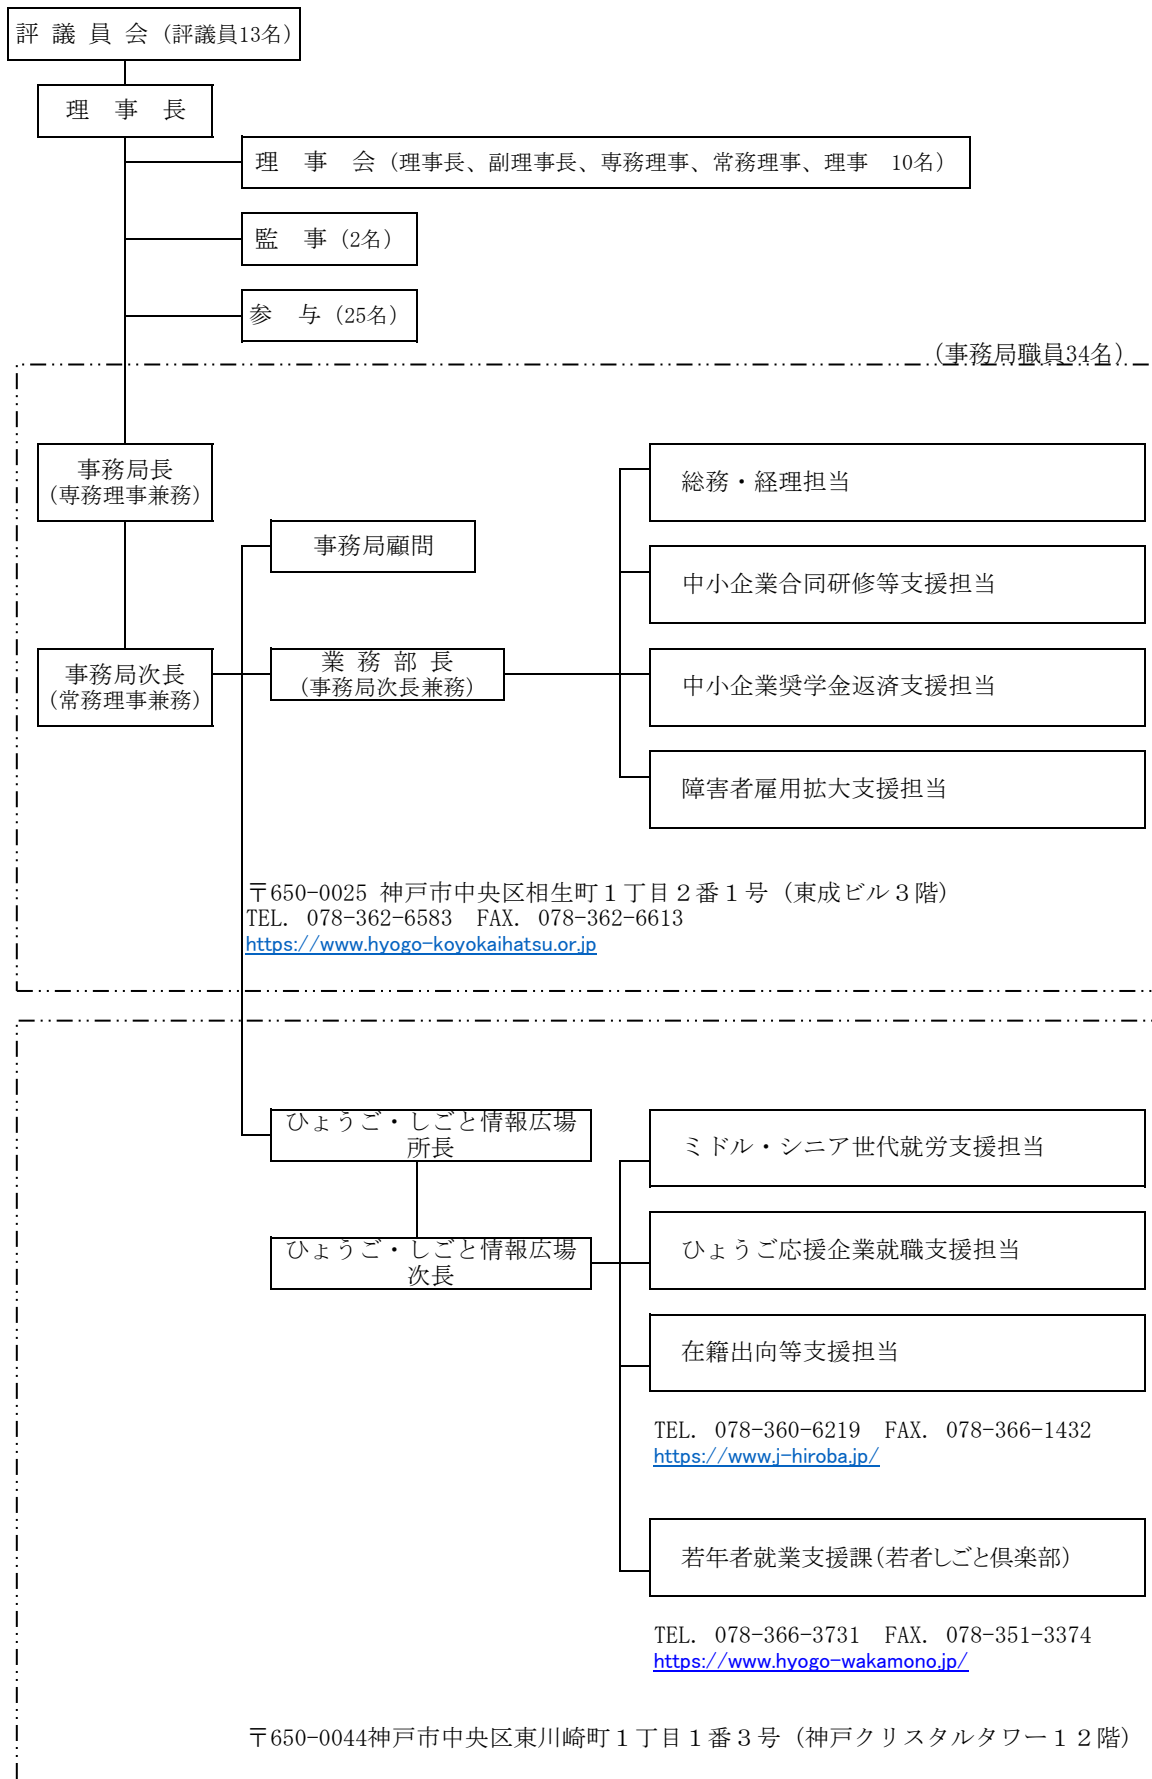 評 議 員 会 (評議員13名)
理 事 長
理 事 会 (理事長、副理事長、専務理事、常務理事、理事 10名)
監 事 (2名)
参 与 (25名)
(事務局職員34名)
事務局長
(専務理事兼務)
総務・経理担当
事務局顧問
中小企業合同研修等支援担当
事務局次長
(常務理事兼務)
業 務 部 長
(事務局次長兼務)
中小企業奨学金返済支援担当
障害者雇用拡大支援担当
〒650-0025 神戸市中央区相生町１丁目２番１号 (東成ビル３階)
TEL. 078-362-6583 FAX. 078-362-6613
https://www.hyogo-koyokaihatsu.or.jp
ひょうご・しごと情報広場
所長
ミドル・シニア世代就労支援担当
ひょうご・しごと情報広場
次長
ひょうご応援企業就職支援担当
在籍出向等支援担当
TEL. 078-360-6219 FAX. 078-366-1432
https://www.j-hiroba.jp/
若年者就業支援課(若者しごと倶楽部)
TEL. 078-366-3731 FAX. 078-351-3374
https://www.hyogo-wakamono.jp/
〒650-0044神戸市中央区東川崎町１丁目１番３号 (神戸クリスタルタワー１２階)